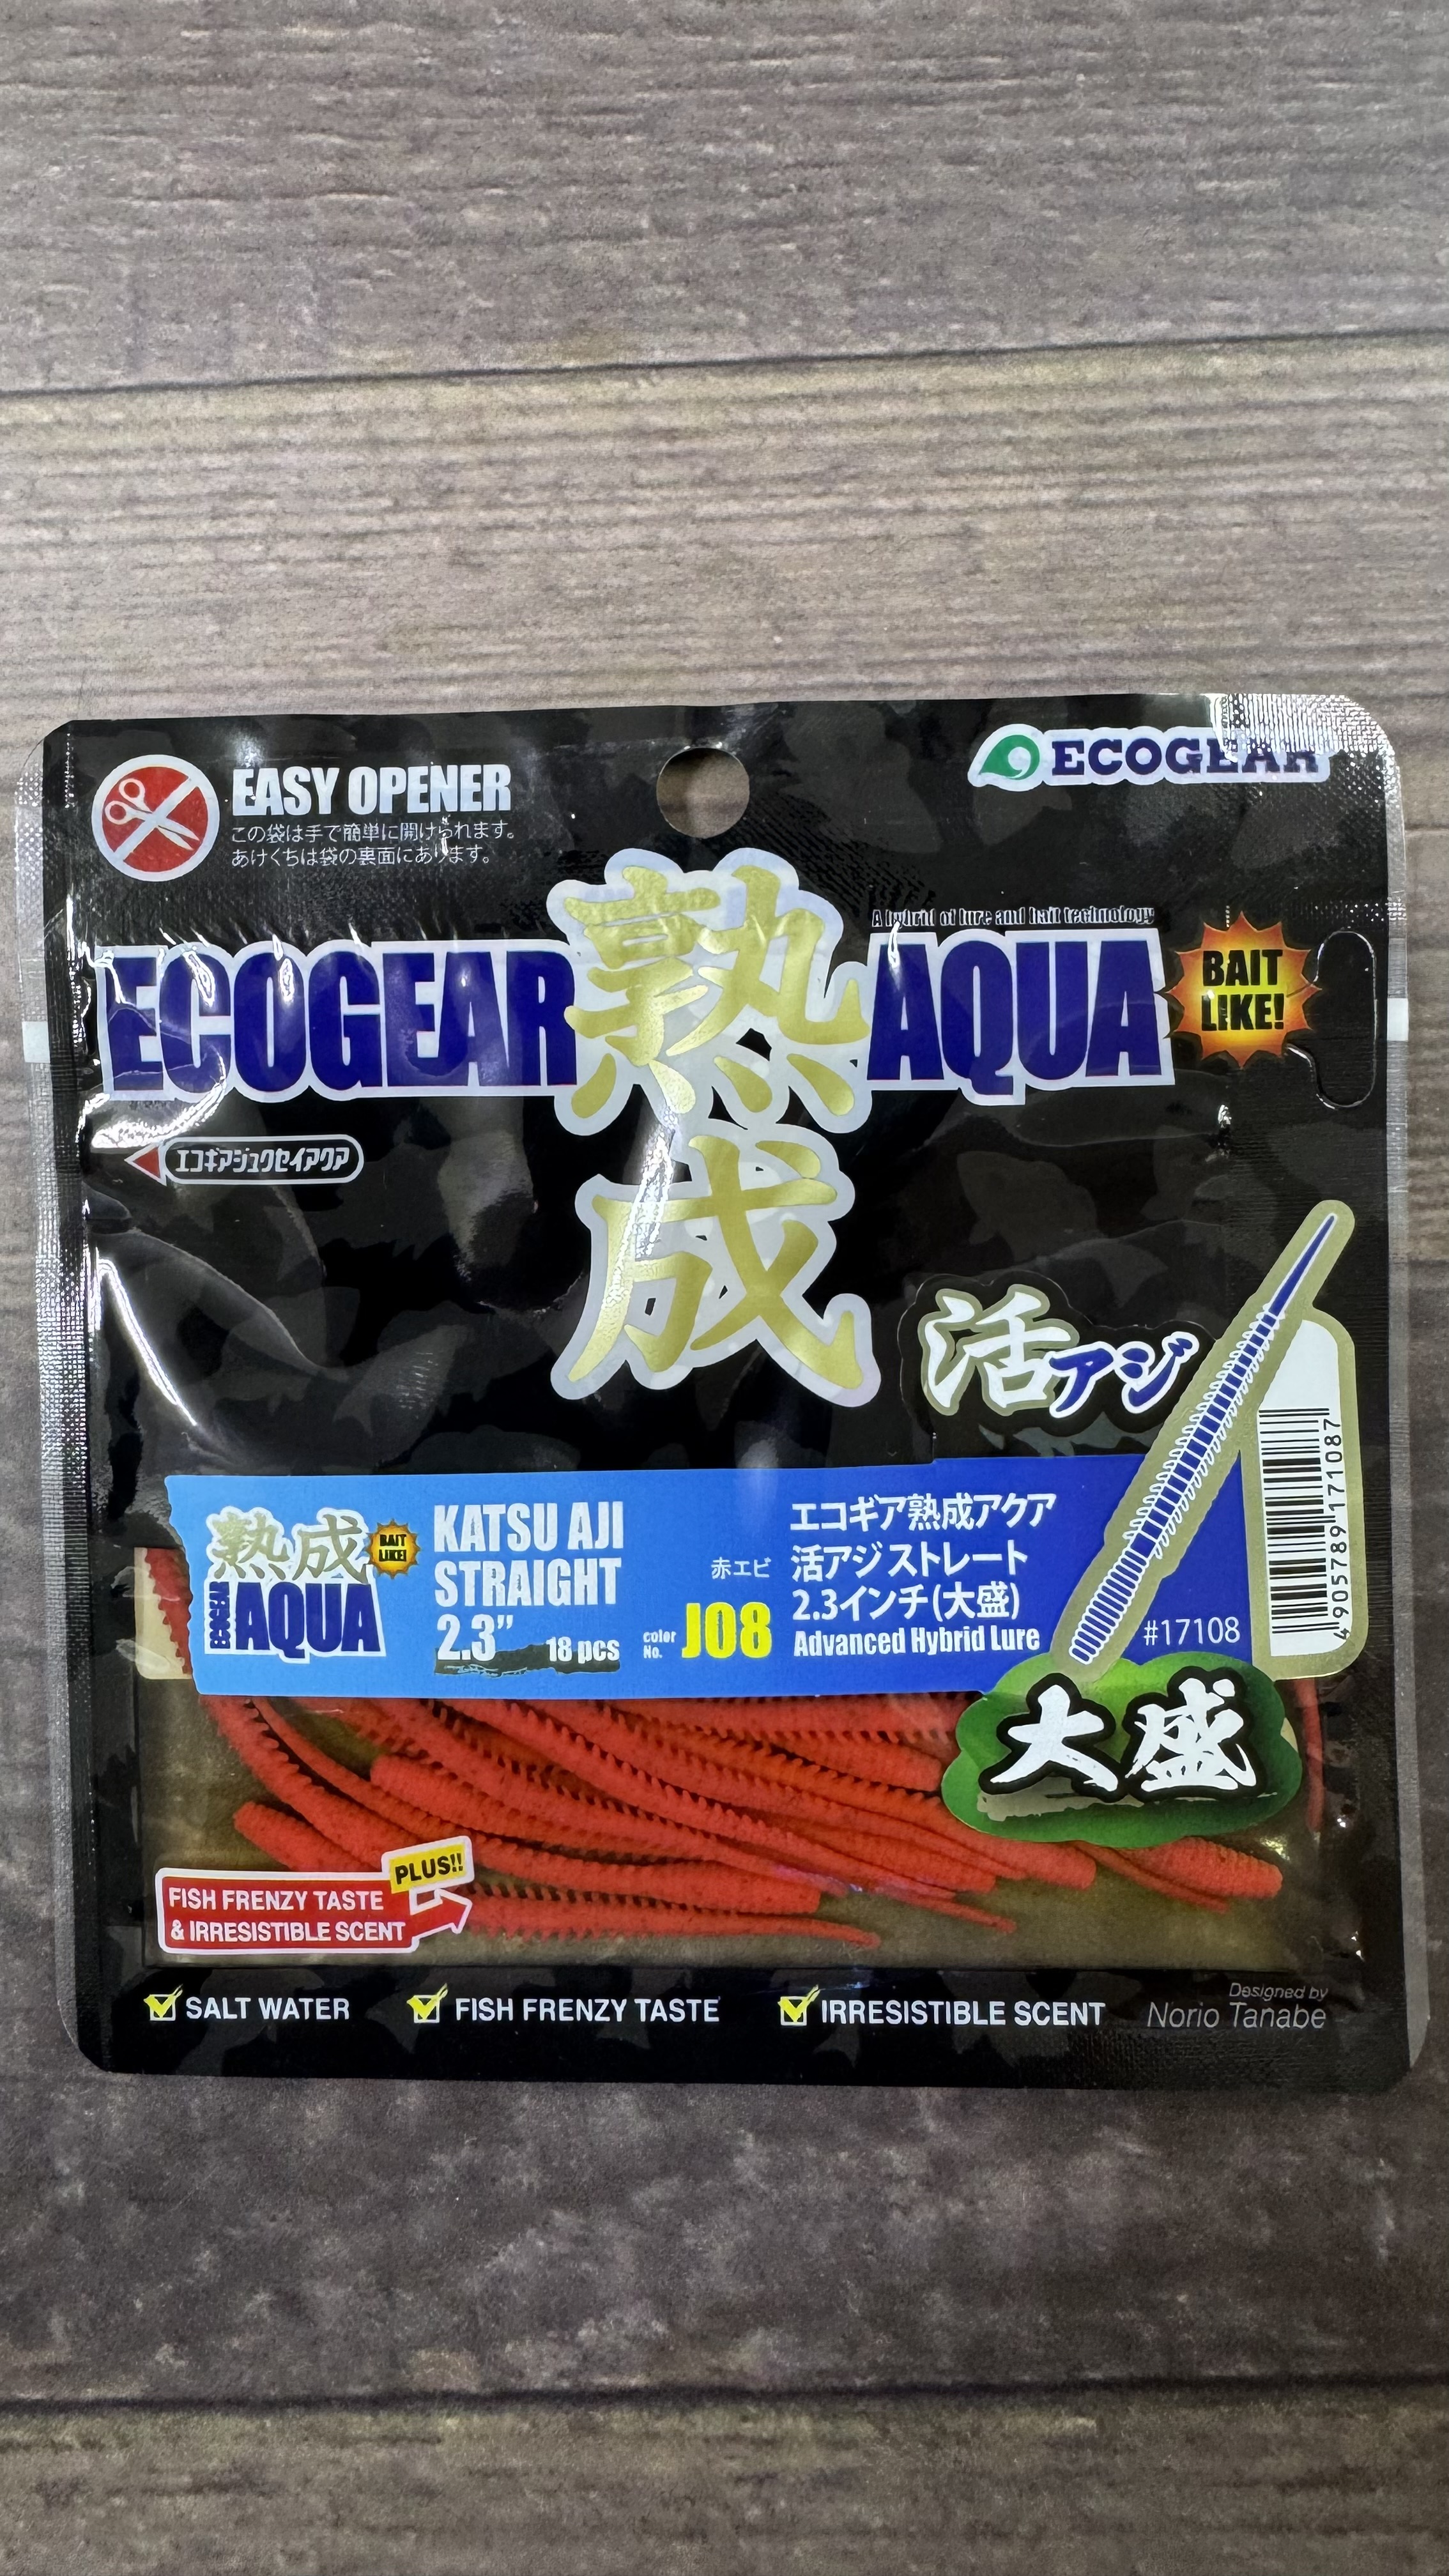 EASY OPENER
この袋は手で簡単に開けられます。
あけくちは袋の裏面にあります。
ECOGEAR
A hybrid of lure and bait technology
ECOGEAR 熟成 AQUA
BAIT
LIKE!
エコギアジュクセイアクア
活アジ
熟成
BAIT
LIKE!
ECOGEAR AQUA
KATSU AJI
STRAIGHT
2.3”
18 pcs
赤エビ
color
No.
J08
エコギア熟成アクア
活アジストレート
2.3インチ(大盛)
Advanced Hybrid Lure
#17108
4 905789 171087
大盛
PLUS!!
FISH FRENZY TASTE
& IRRESISTIBLE SCENT
SALT WATER
FISH FRENZY TASTE
IRRESISTIBLE SCENT
Designed by
Norio Tanabe